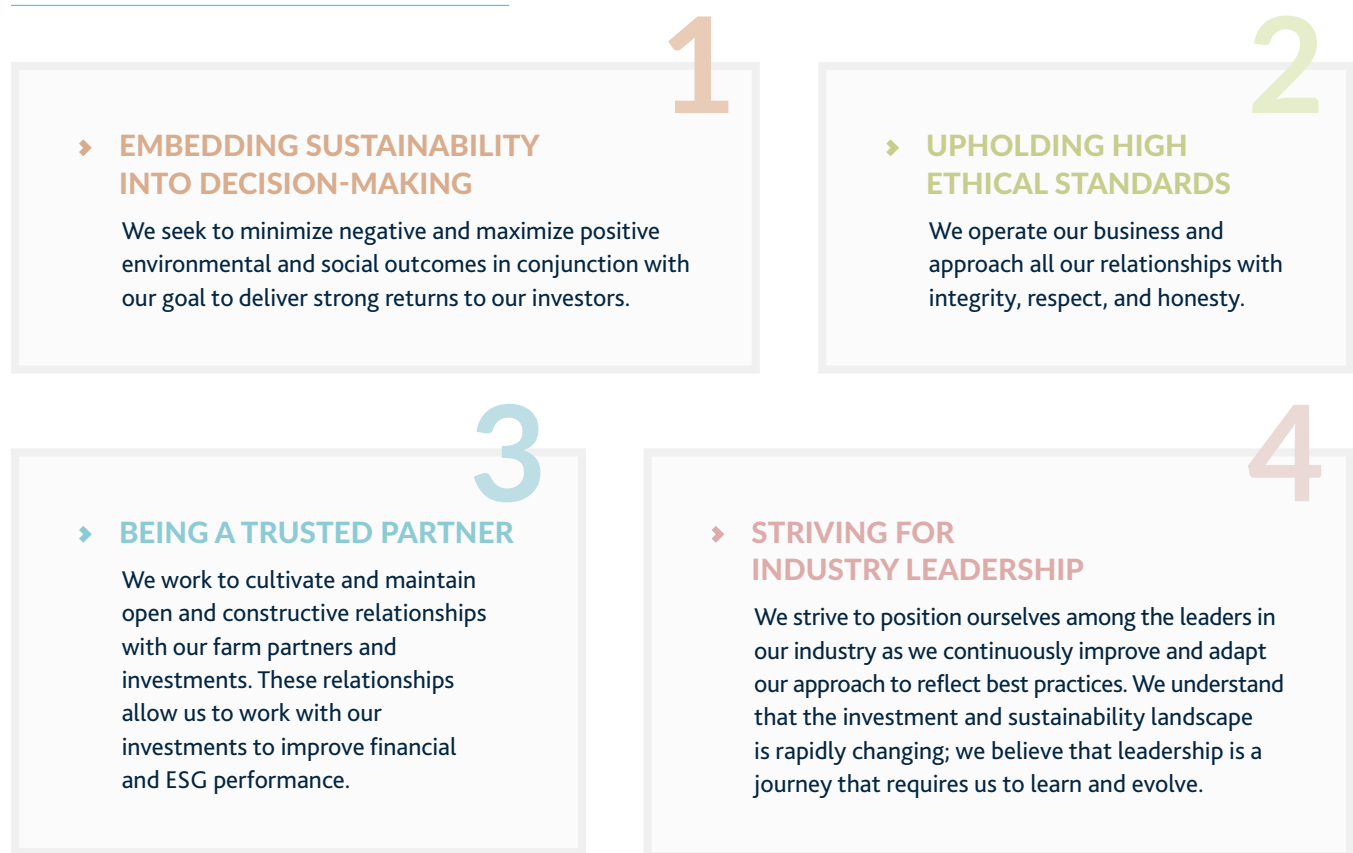 1
EMBEDDING SUSTAINABILITY
INTO DECISION-MAKING
We seek to minimize negative and maximize positive
environmental and social outcomes in conjunction with
our goal to deliver strong returns to our investors.
2
UPHOLDING HIGH
ETHICAL STANDARDS
We operate our business and
approach all our relationships with
integrity, respect, and honesty.
3
BEING A TRUSTED PARTNER
We work to cultivate and maintain
open and constructive relationships
with our farm partners and
investments. These relationships
allow us to work with our
investments to improve financial
and ESG performance.
4
STRIVING FOR
INDUSTRY LEADERSHIP
We strive to position ourselves among the leaders in
our industry as we continuously improve and adapt
our approach to reflect best practices. We understand
that the investment and sustainability landscape
is rapidly changing; we believe that leadership is a
journey that requires us to learn and evolve.